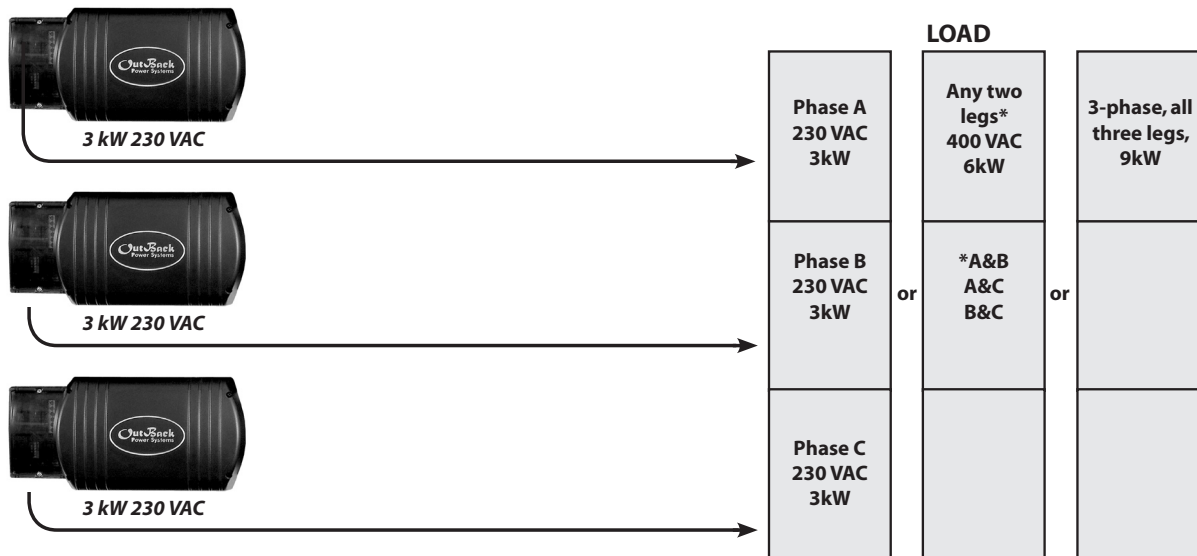 LOAD
OutBack
Power Systems
3 kW 230 VAC
OutBack
Power Systems
3 kW 230 VAC
OutBack
Power Systems
3 kW 230 VAC
Phase A
230 VAC
3kW
Phase B
230 VAC
3kW
Phase C
230 VAC
3kW
or
Any two
legs*
400 VAC
6kW
*A&B
A&C
B&C
or
3-phase, all
three legs,
9kW